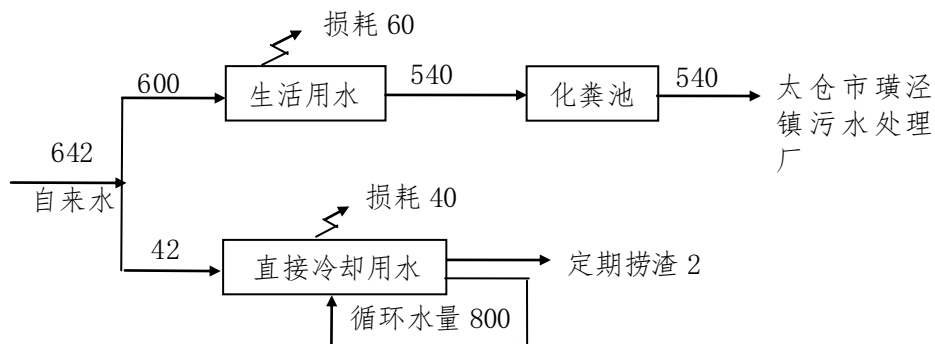 损耗 60
600
生活用水
540
化粪池
540
太仓市璜泾
镇污水处理
厂
642
自来水
损耗 40
42
直接冷却用水
定期捞渣 2
循环水量 800